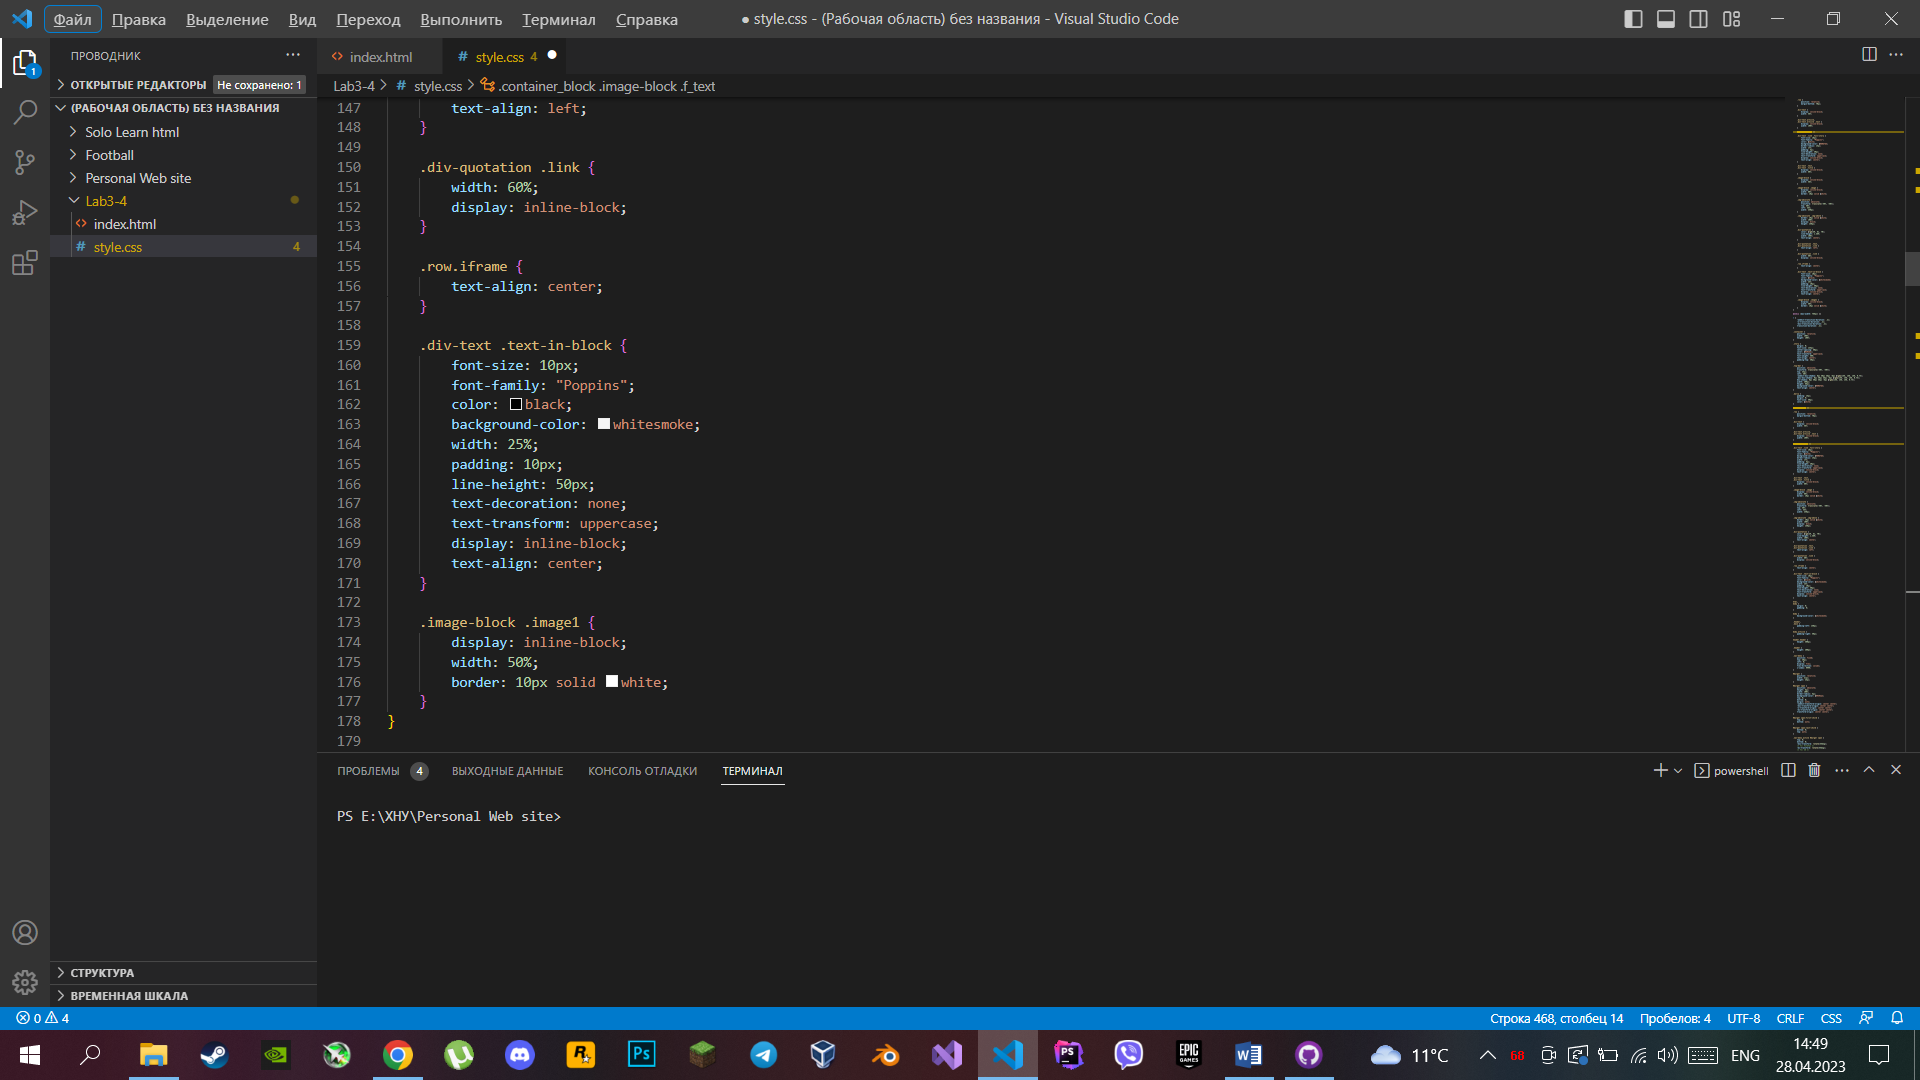 Файл Правка Выделение Вид Переход Выполнить Терминал Справка ● style.css - (Рабочая область) без названия - Visual Studio Code
ПРОВОДНИК
ОТКРЫТЫЕ РЕДАКТОРЫ Не сохранено: 1
(РАБОЧАЯ ОБЛАСТЬ) БЕЗ НАЗВАНИЯ
Solo Learn html
Football
Personal Web site
Lab3-4
index.html
style.css 4
СТРУКТУРА
ВРЕМЕННАЯ ШКАЛА
1
index.html # style.css 4
Lab3-4 > # style.css > .container_block .image-block .f_text
147 text-align: left;
148 }
149
150 .div-quotation .link {
151 width: 60%;
152 display: inline-block;
153 }
154
155 .row.iframe {
156 text-align: center;
157 }
158
159 .div-text .text-in-block {
160 font-size: 10px;
161 font-family: "Poppins";
162 color: black;
163 background-color: whitesmoke;
164 width: 25%;
165 padding: 10px;
166 line-height: 50px;
167 text-decoration: none;
168 text-transform: uppercase;
169 display: inline-block;
170 text-align: center;
171 }
172
173 .image-block .image1 {
174 display: inline-block;
175 width: 50%;
176 border: 10px solid white;
177 }
178 }
179
ПРОБЛЕМЫ 4 ВЫХОДНЫЕ ДАННЫЕ КОНСОЛЬ ОТЛАДКИ ТЕРМИНАЛ powershell
PS E:\ХНУ\Personal Web site>
0 4 Строка 468, столбец 14 Пробелов: 4 UTF-8 CRLF CSS
11°C 68 ENG 14:49
28.04.2023